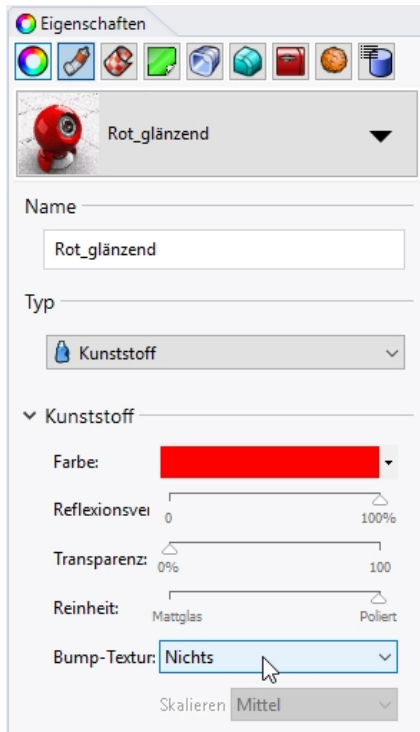 Eigenschaften
Rot_glänzend
Name
Rot_glänzend
Typ
Kunststoff
Kunststoff
Farbe:
Reflexionsver
0 100%
Transparenz:
0% 100
Reinheit:
Mattglas Poliert
Bump-Textur: Nichts
Skalieren Mittel